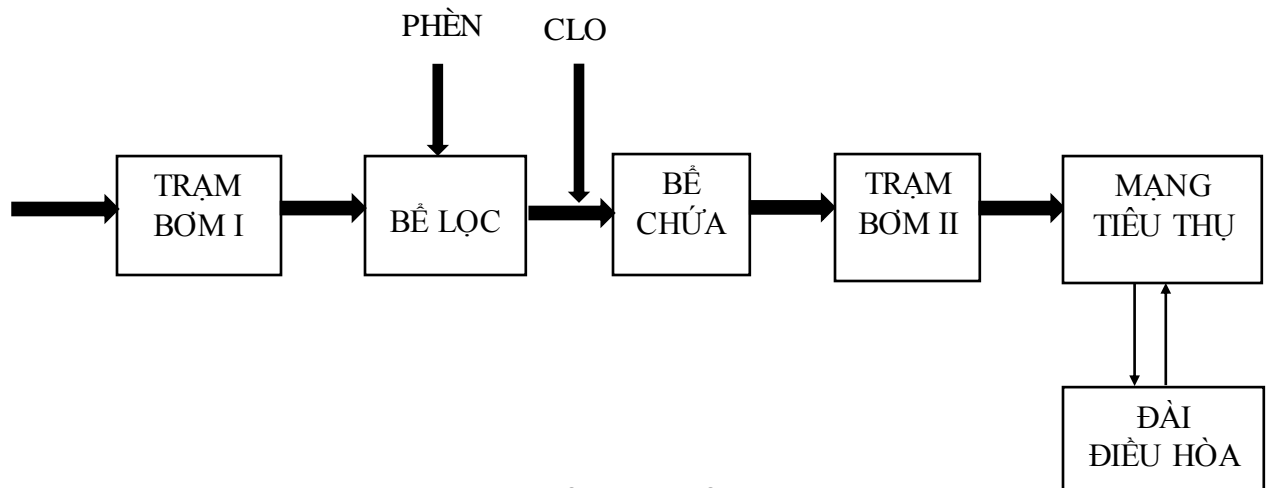 PHÈN
CLO
TRẠM
BƠM I
BỂ LỌC
BỂ
CHỨA
TRẠM
BƠM II
MẠNG
TIÊU THỤ
ĐÀI
ĐIỀU HÒA